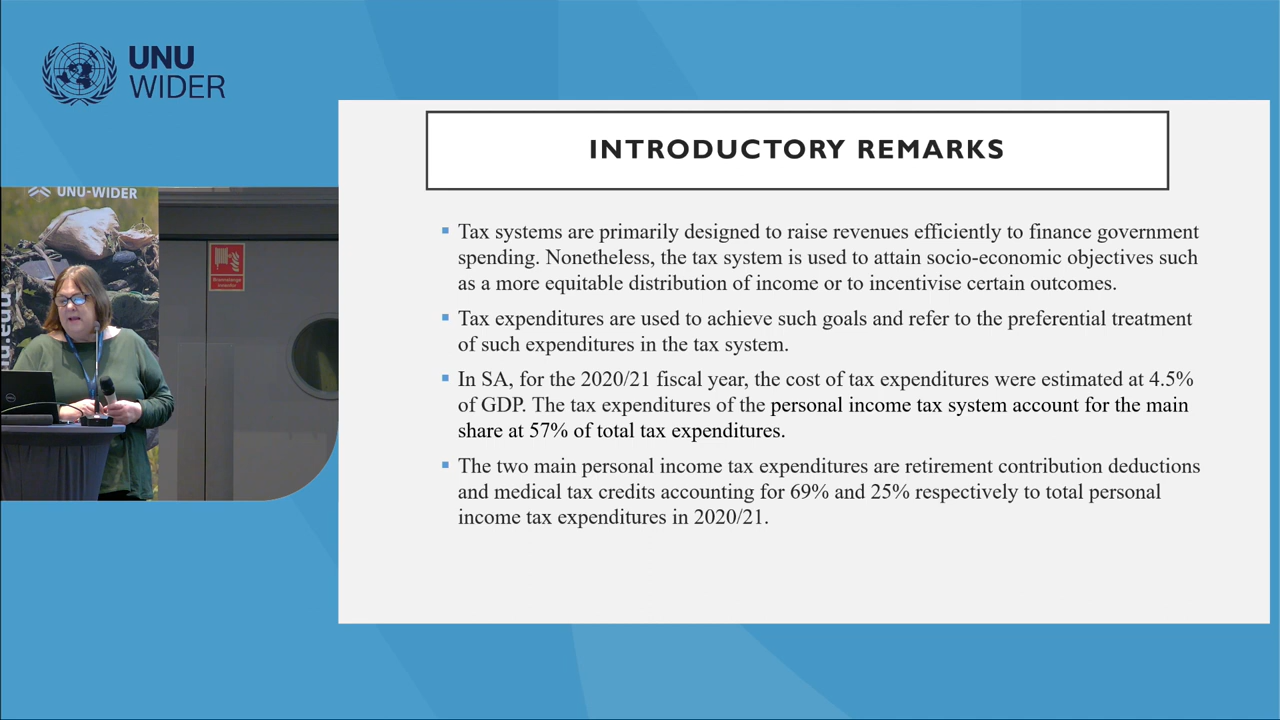 UNU
WIDER
UNU-WIDER
INTRODUCTORY REMARKS
Tax systems are primarily designed to raise revenues efficiently to finance government
spending. Nonetheless, the tax system is used to attain socio-economic objectives such
as a more equitable distribution of income or to incentivise certain outcomes.
Tax expenditures are used to achieve such goals and refer to the preferential treatment
of such expenditures in the tax system.
In SA, for the 2020/21 fiscal year, the cost of tax expenditures were estimated at 4.5%
of GDP. The tax expenditures of the personal income tax system account for the main
share at 57% of total tax expenditures.
The two main personal income tax expenditures are retirement contribution deductions
and medical tax credits accounting for 69% and 25% respectively to total personal
income tax expenditures in 2020/21.